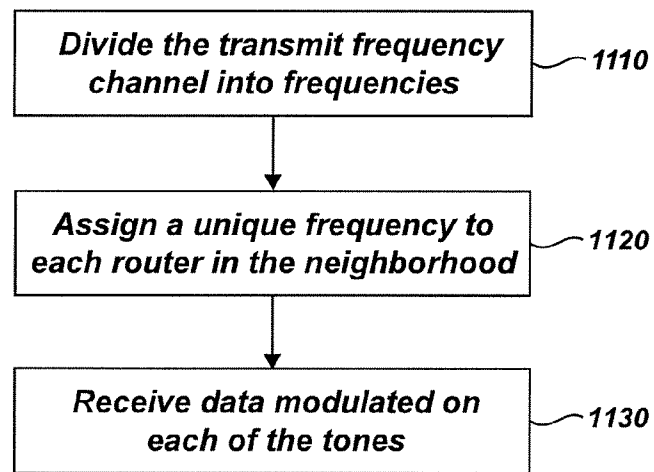 Divide the transmit frequency
channel into frequencies
1110
Assign a unique frequency to
each router in the neighborhood
1120
Receive data modulated on
each of the tones
1130